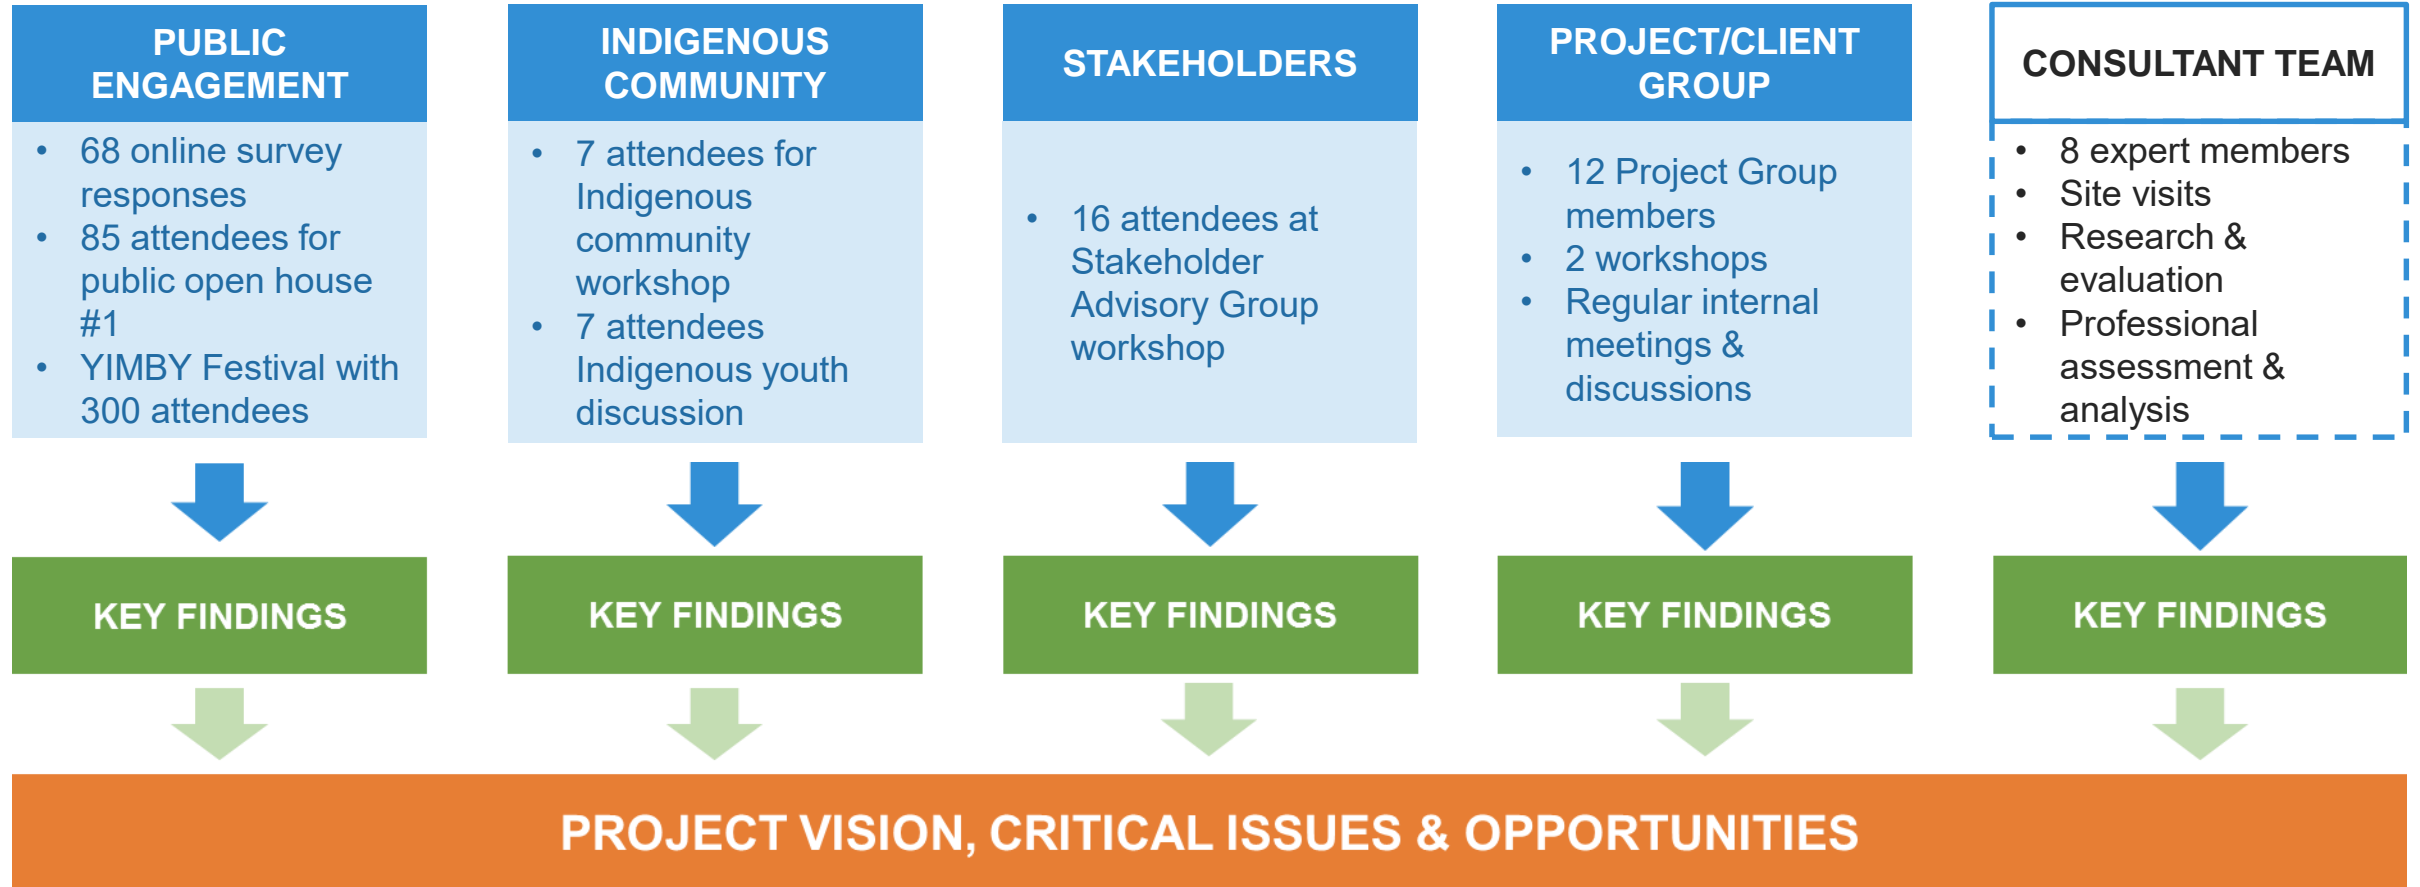 PUBLIC
ENGAGEMENT
• 68 online survey
responses
• 85 attendees for
public open house
#1
• YIMBY Festival with
300 attendees
INDIGENOUS
COMMUNITY
• 7 attendees for
Indigenous
community
workshop
• 7 attendees
Indigenous youth
discussion
STAKEHOLDERS
• 16 attendees at
Stakeholder
Advisory Group
workshop
PROJECT/CLIENT
GROUP
• 12 Project Group
members
• 2 workshops
• Regular internal
meetings &
discussions
CONSULTANT TEAM
• 8 expert members
• Site visits
• Research &
evaluation
• Professional
assessment &
analysis
KEY FINDINGS
KEY FINDINGS
KEY FINDINGS
KEY FINDINGS
KEY FINDINGS
PROJECT VISION, CRITICAL ISSUES & OPPORTUNITIES